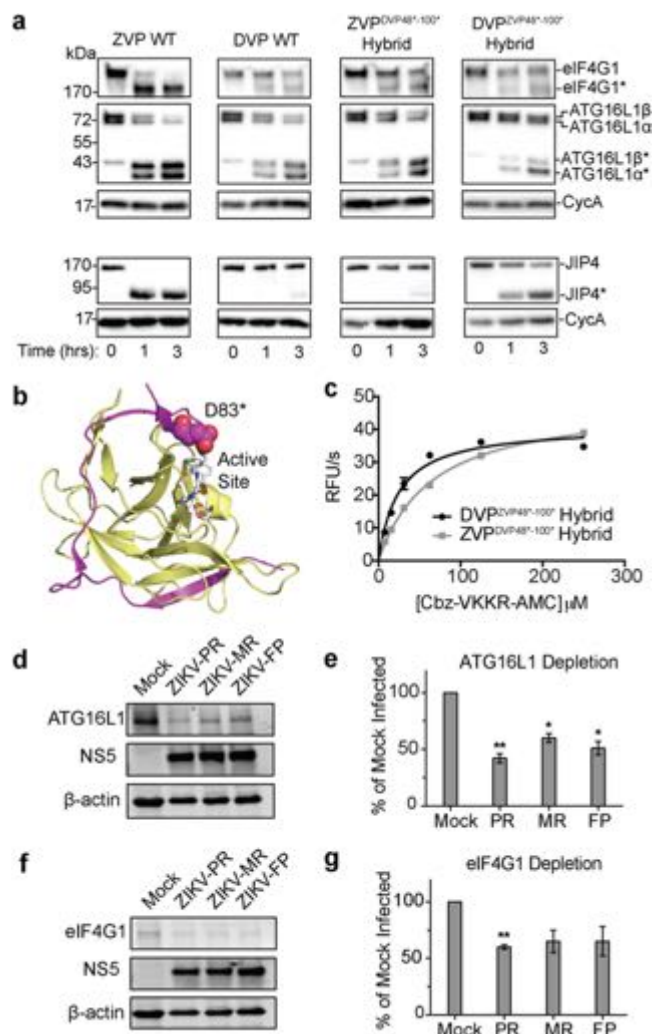 a
ZVP WT
DVP WT
ZVP^DVP48*-100* Hybrid
DVP^ZVP48*-100* Hybrid
kDa
170
72
55
43
17
eIF4G1
eIF4G1*
ATG16L1β
ATG16L1α
ATG16L1β*
ATG16L1α*
CycA
170
95
17
JIP4
JIP4*
CycA
Time (hrs): 0 1 3 0 1 3 0 1 3 0 1 3
b
D83*
Active
Site
c
RFU/s
50
40
30
20
10
0
0 100 200 300
DVP^ZVP48*-100* Hybrid
ZVP^DVP48*-100* Hybrid
[Cbz-VKKR-AMC]μM
d
Mock
ZIKV-PR
ZIKV-MR
ZIKV-FP
ATG16L1
NS5
β-actin
e
ATG16L1 Depletion
% of Mock Infected
100
50
0
**
*
*
Mock PR MR FP
f
Mock
ZIKV-PR
ZIKV-MR
ZIKV-FP
eIF4G1
NS5
β-actin
g
eIF4G1 Depletion
% of Mock Infected
100
50
0
**
Mock PR MR FP